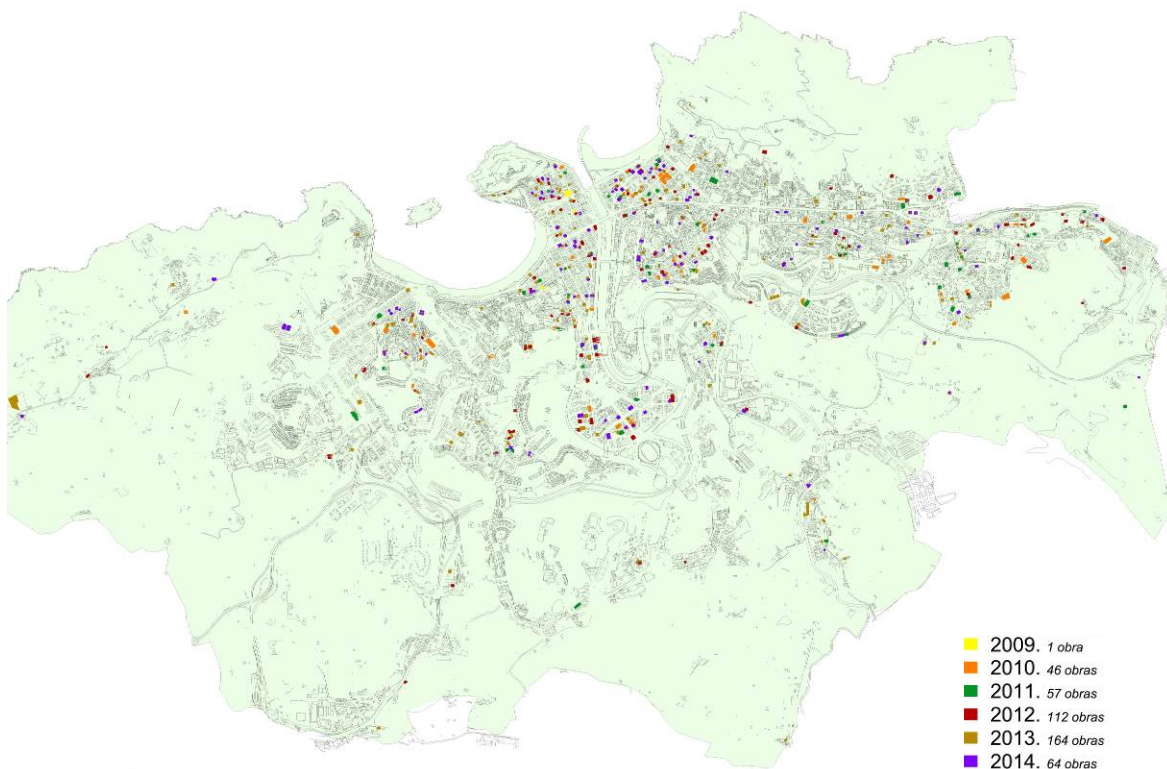 2009. 1 obra
2010. 46 obras
2011. 57 obras
2012. 112 obras
2013. 164 obras
2014. 64 obras